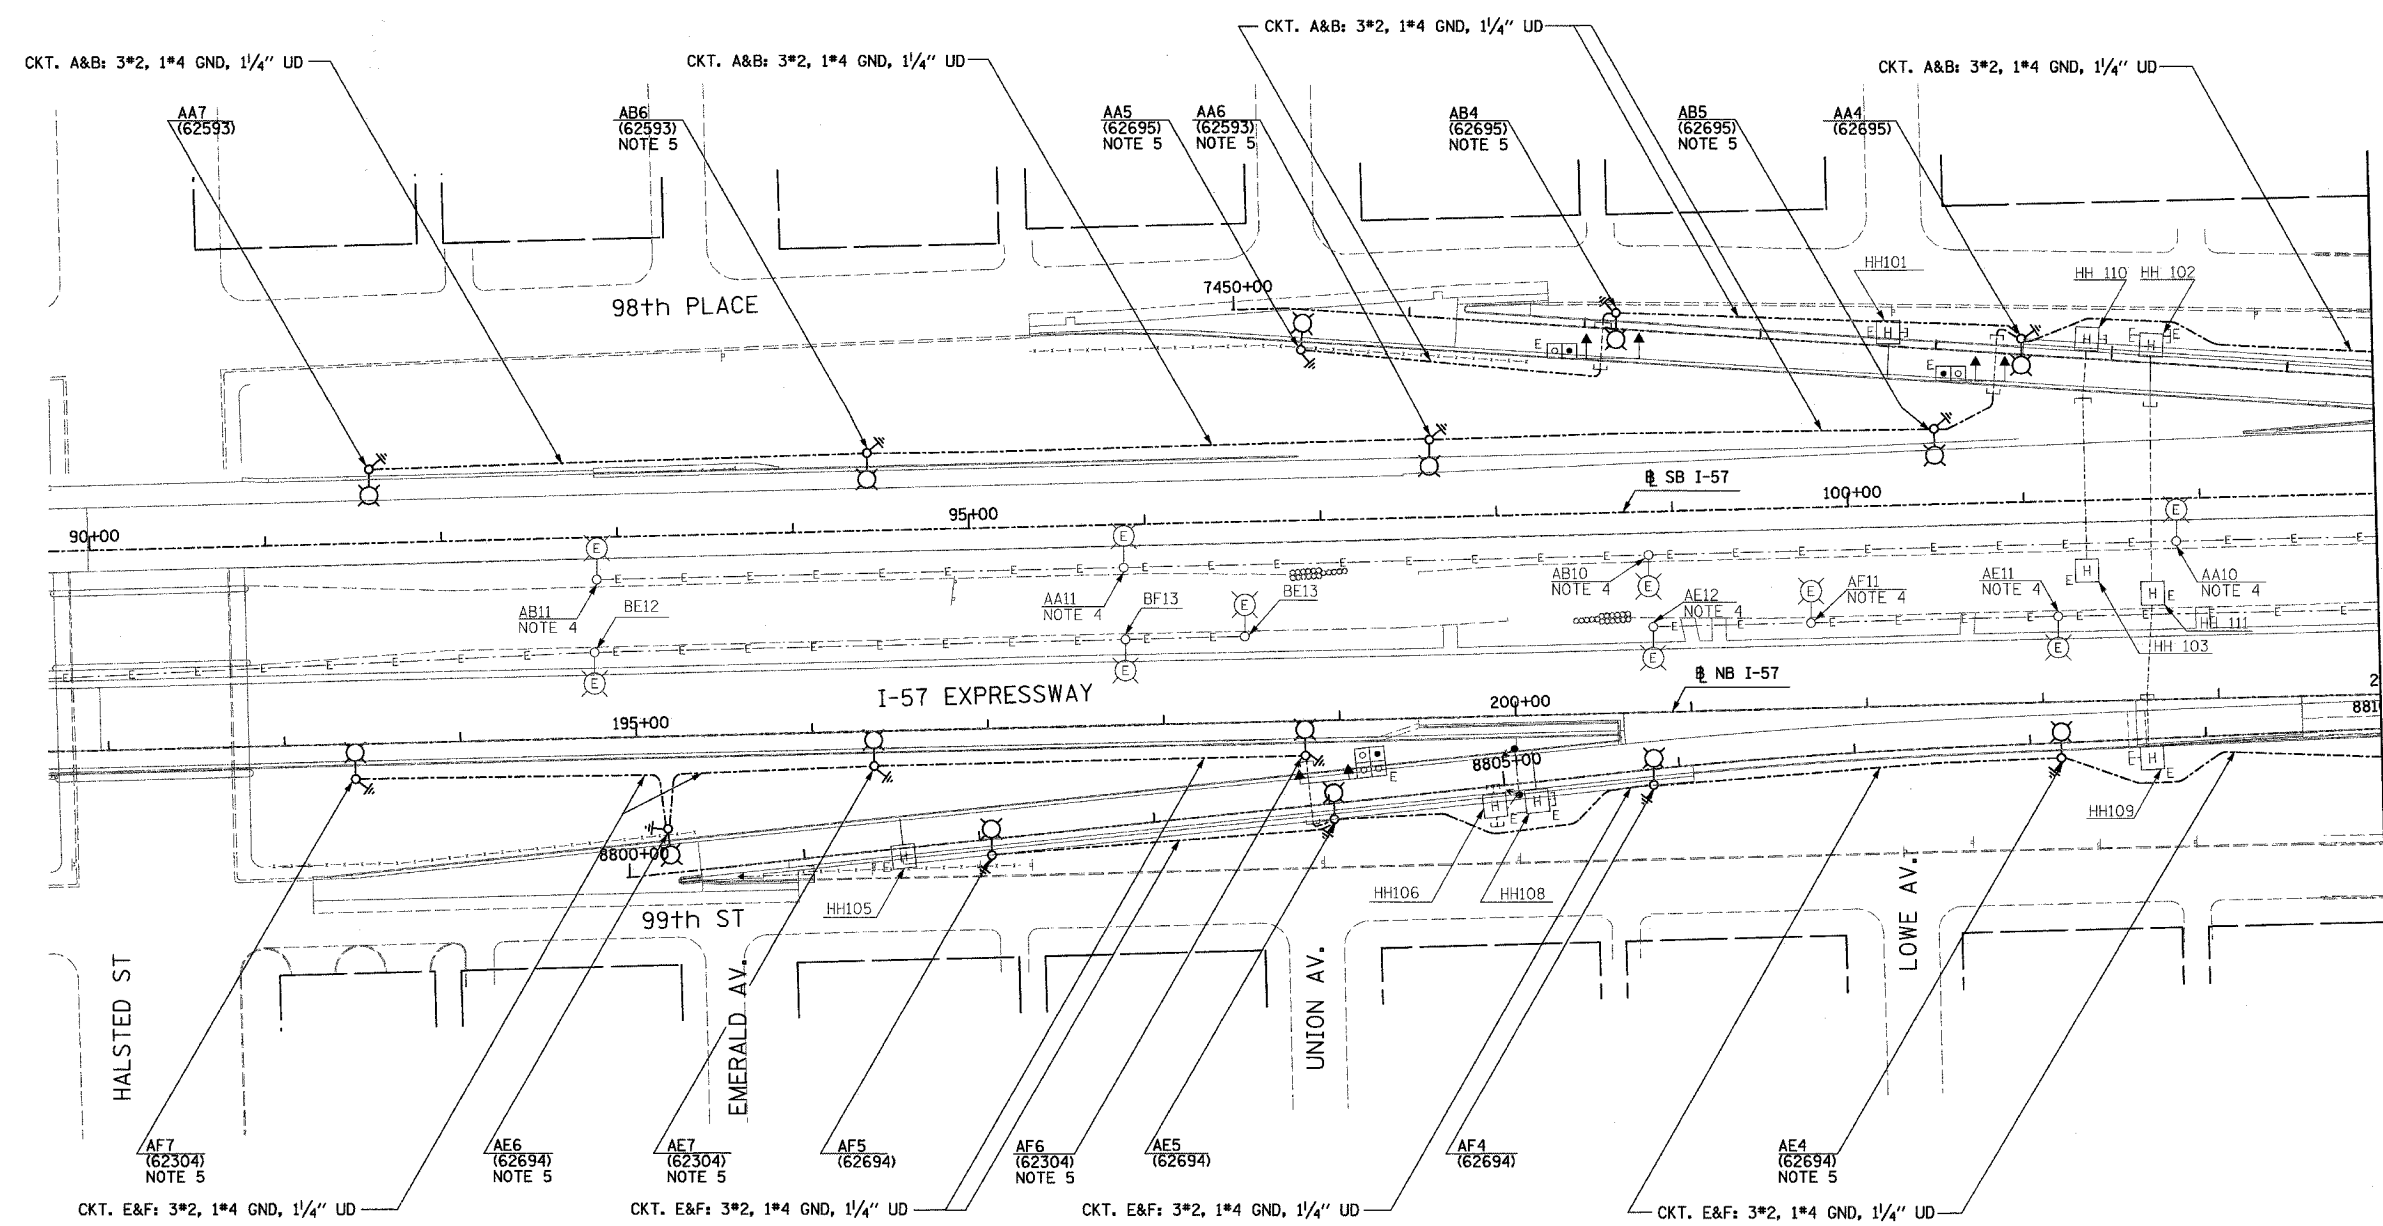 CKT. A&B: 3#2, 1#4 GND, 1¼" UD
CKT. A&B: 3#2, 1#4 GND, 1¼" UD
CKT. A&B: 3#2, 1#4 GND, 1¼" UD
CKT. A&B: 3#2, 1#4 GND, 1¼" UD
AA7
(62593)
AB6
(62593)
NOTE 5
AA5
(62695)
NOTE 5
AA6
(62593)
NOTE 5
AB4
(62695)
NOTE 5
AB5
(62695)
NOTE 5
AA4
(62695)
HH101
HH 110
HH 102
7450+00
98th PLACE
E
E
E
E
E
℄ SB I-57
90+00
95+00
100+00
E
E
E
E
E
E
E
E
E
E
AB11
NOTE 4
BE12
AA11
NOTE 4
BF13
BE13
AB10
NOTE 4
AE12
NOTE 4
AF11
NOTE 4
AE11
NOTE 4
AA10
NOTE 4
HH 111
HH 103
℄ NB I-57
I-57 EXPRESSWAY
195+00
200+00
8805+00
8800+00
HH109
HH105
HH106
HH108
99th ST
HALSTED ST
EMERALD AV.
UNION AV.
LOWE AV.
AF7
(62304)
NOTE 5
AE6
(62694)
NOTE 5
AE7
(62304)
NOTE 5
AF5
(62694)
AF6
(62304)
NOTE 5
AE5
(62694)
AF4
(62694)
AE4
(62694)
NOTE 5
CKT. E&F: 3#2, 1#4 GND, 1¼" UD
CKT. E&F: 3#2, 1#4 GND, 1¼" UD
CKT. E&F: 3#2, 1#4 GND, 1¼" UD
CKT. E&F: 3#2, 1#4 GND, 1¼" UD